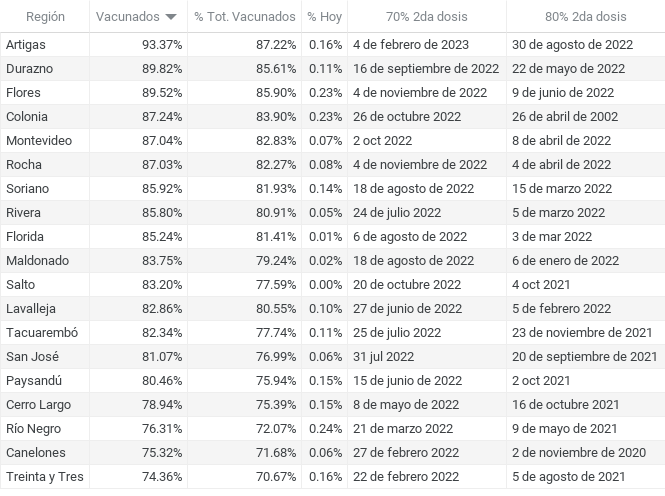 Región Vacunados % Tot. Vacunados % Hoy 70% 2da dosis 80% 2da dosis
Artigas 93.37% 87.22% 0.16% 4 de febrero de 2023 30 de agosto de 2022
Durazno 89.82% 85.61% 0.11% 16 de septiembre de 2022 22 de mayo de 2022
Flores 89.52% 85.90% 0.23% 4 de noviembre de 2022 9 de junio de 2022
Colonia 87.24% 83.90% 0.23% 26 de octubre de 2022 26 de abril de 2002
Montevideo 87.04% 82.83% 0.07% 2 oct 2022 8 de abril de 2022
Rocha 87.03% 82.27% 0.08% 4 de noviembre de 2022 4 de abril de 2022
Soriano 85.92% 81.93% 0.14% 18 de agosto de 2022 15 de marzo de 2022
Rivera 85.80% 80.91% 0.05% 24 de julio 2022 5 de marzo de 2022
Florida 85.24% 81.41% 0.01% 6 de agosto de 2022 3 de mar 2022
Maldonado 83.75% 79.24% 0.02% 18 de agosto de 2022 6 de enero de 2022
Salto 83.20% 77.59% 0.00% 20 de octubre de 2022 4 oct 2021
Lavalleja 82.86% 80.55% 0.10% 27 de junio de 2022 5 de febrero de 2022
Tacuarembó 82.34% 77.74% 0.11% 25 de julio de 2022 23 de noviembre de 2021
San José 81.07% 76.99% 0.06% 31 jul 2022 20 de septiembre de 2021
Paysandú 80.46% 75.94% 0.15% 15 de junio de 2022 2 oct 2021
Cerro Largo 78.94% 75.39% 0.15% 8 de mayo de 2022 16 de octubre de 2021
Río Negro 76.31% 72.07% 0.24% 21 de marzo de 2022 9 de mayo de 2021
Canelones 75.32% 71.68% 0.06% 27 de febrero de 2022 2 de noviembre de 2020
Treinta y Tres 74.36% 70.67% 0.16% 22 de febrero de 2022 5 de agosto de 2021